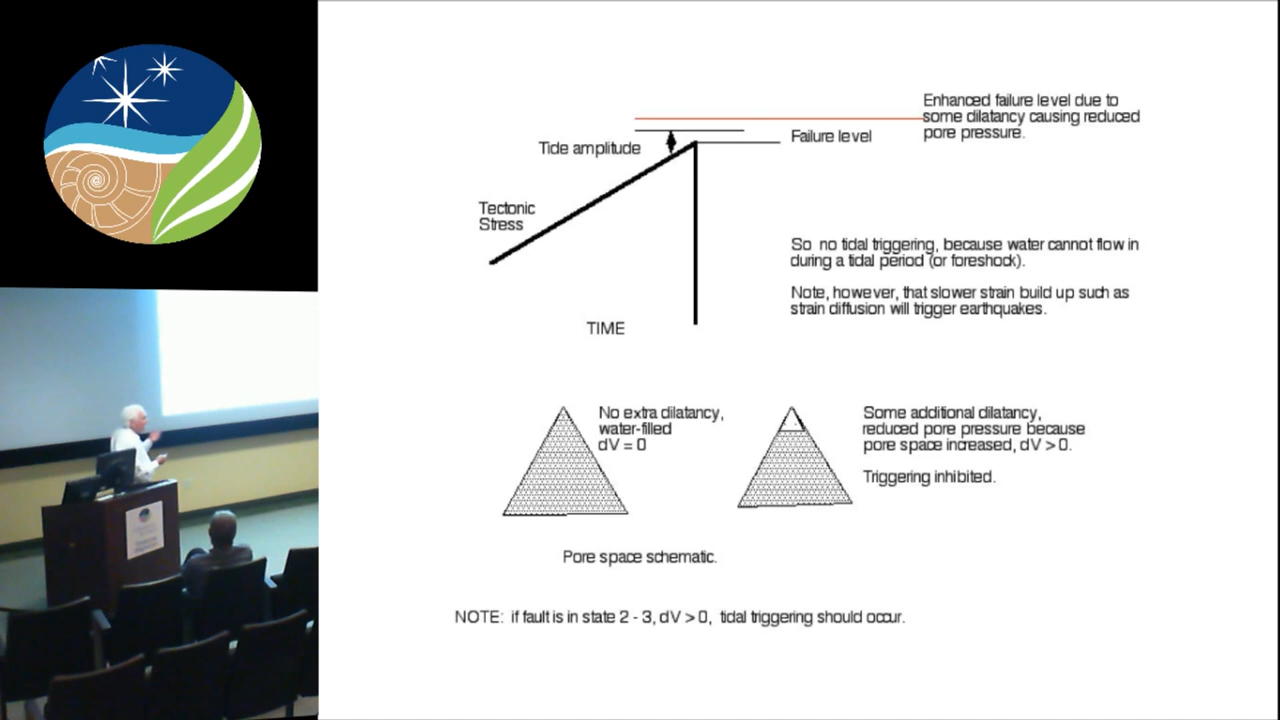 Enhanced failure level due to
some dilatancy causing reduced
pore pressure.
Failure level
Tide amplitude
Tectonic
Stress
So no tidal triggering, because water cannot flow in
during a tidal period (or foreshock).
Note, however, that slower strain build up such as
strain diffusion will trigger earthquakes.
TIME
No extra dilatancy,
water-filled
dV = 0
Some additional dilatancy,
reduced pore pressure because
pore space increased, dV > 0.
Triggering inhibited.
Pore space schematic.
NOTE: if fault is in state 2 - 3, dV > 0, tidal triggering should occur.